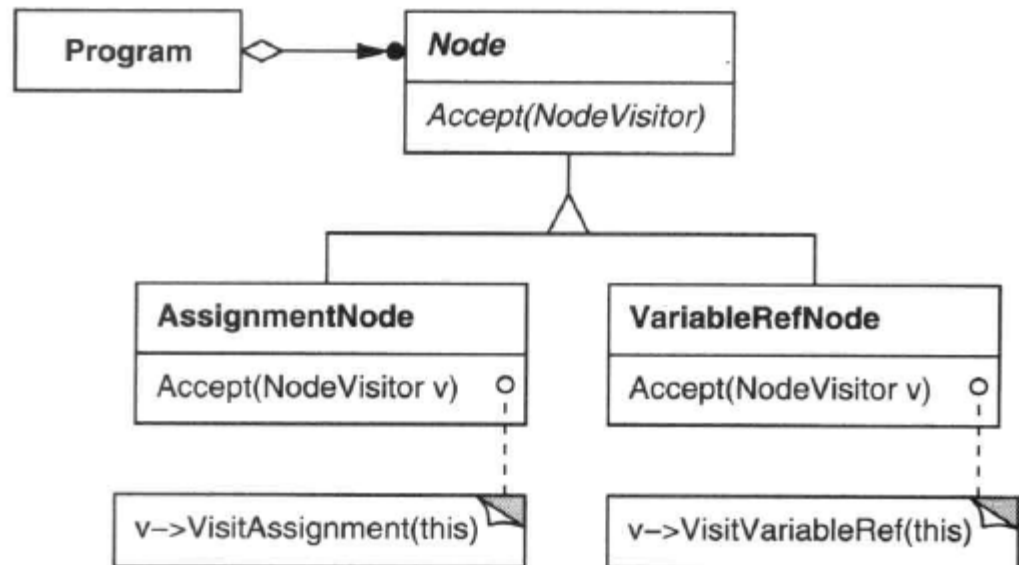 Program
Node
Accept(NodeVisitor)
AssignmentNode
Accept(NodeVisitor v)
VariableRefNode
Accept(NodeVisitor v)
v–>VisitAssignment(this)
v–>VisitVariableRef(this)